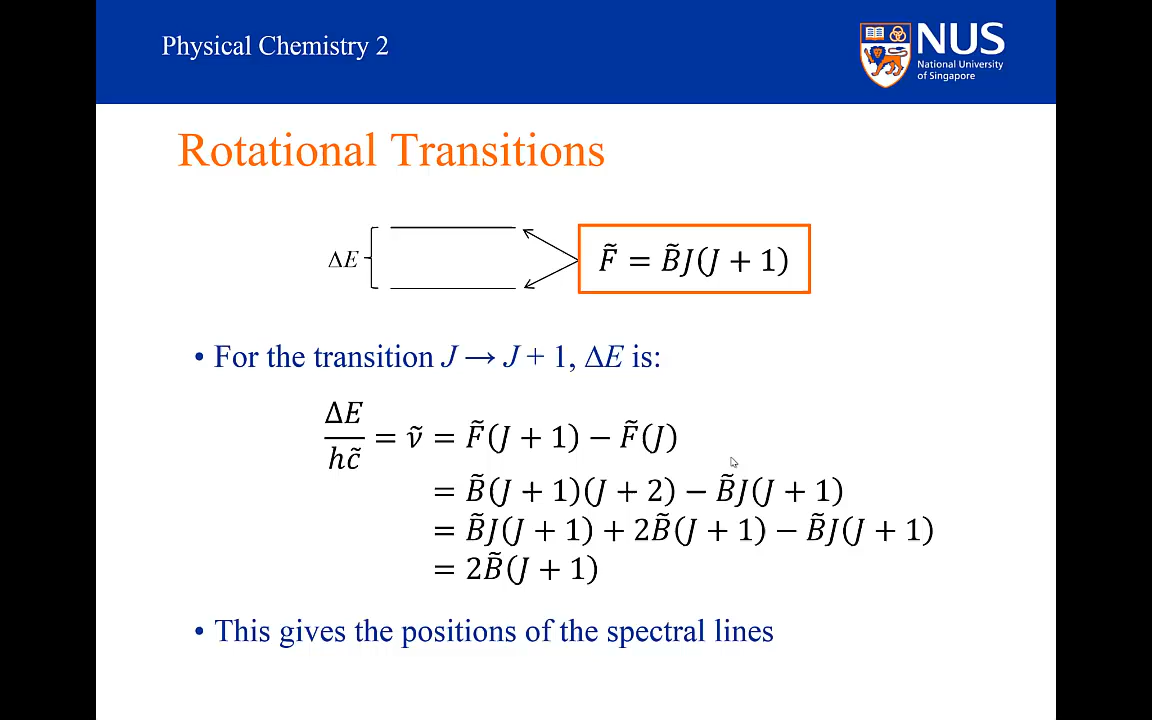 Physical Chemistry 2
NUS
National University
of Singapore
Rotational Transitions
ΔE
F̃ = B̃J(J + 1)
• For the transition J → J + 1, ΔE is:
ΔE/hc̃ = ν̃ = F̃(J + 1) − F̃(J)
= B̃(J + 1)(J + 2) − B̃J(J + 1)
= B̃J(J + 1) + 2B̃(J + 1) − B̃J(J + 1)
= 2B̃(J + 1)
• This gives the positions of the spectral lines